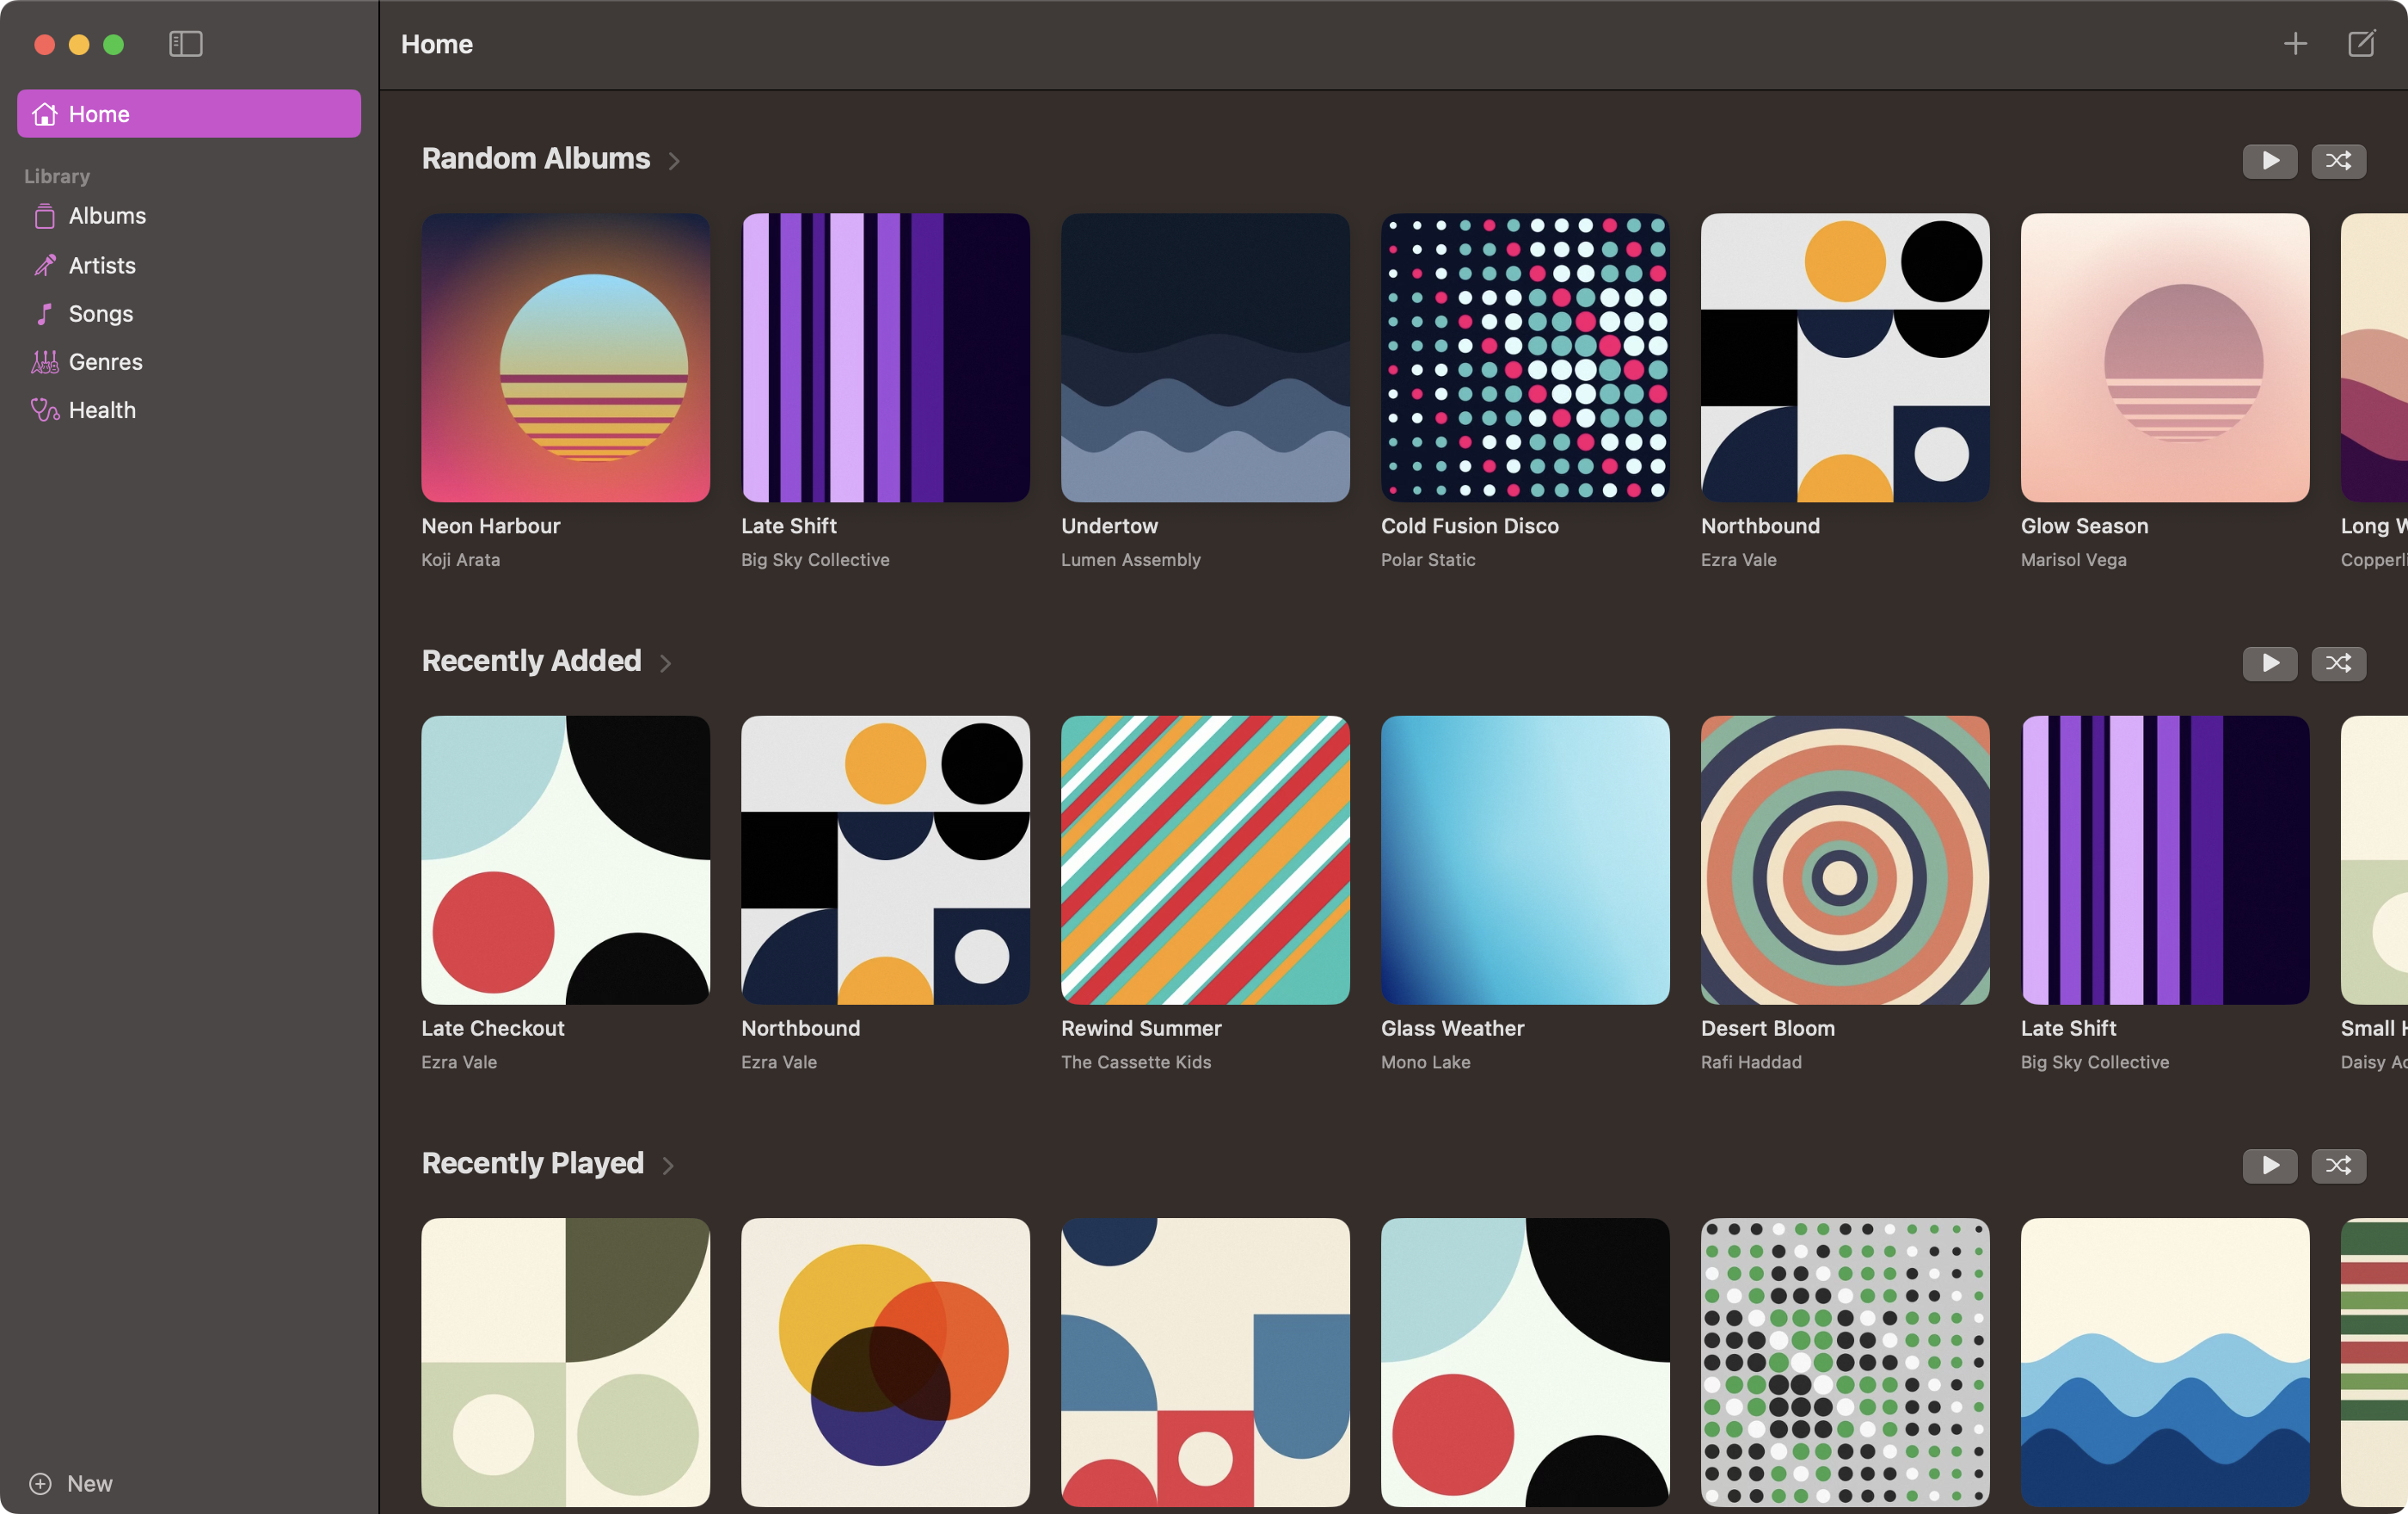 Home
Home
Library
Albums
Artists
Songs
Genres
Health
New
Random Albums
Neon Harbour
Koji Arata
Late Shift
Big Sky Collective
Undertow
Lumen Assembly
Cold Fusion Disco
Polar Static
Northbound
Ezra Vale
Glow Season
Marisol Vega
Long
Recently Added
Late Checkout
Ezra Vale
Northbound
Ezra Vale
Rewind Summer
The Cassette Kids
Glass Weather
Mono Lake
Desert Bloom
Rafi Haddad
Late Shift
Big Sky Collective
Small
Daisy
Recently Played